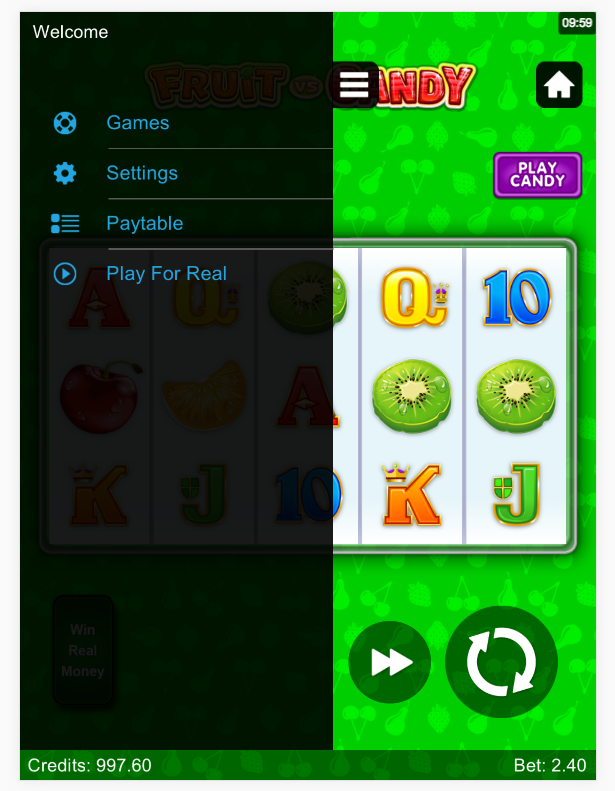 Welcome
09:59
FRUIT VS CANDY
Games
Settings
PLAY
CANDY
Paytable
Play For Real
A Q Q 10
A
K J 10 K J
Win
Real
Money
Credits: 997.60
Bet: 2.40